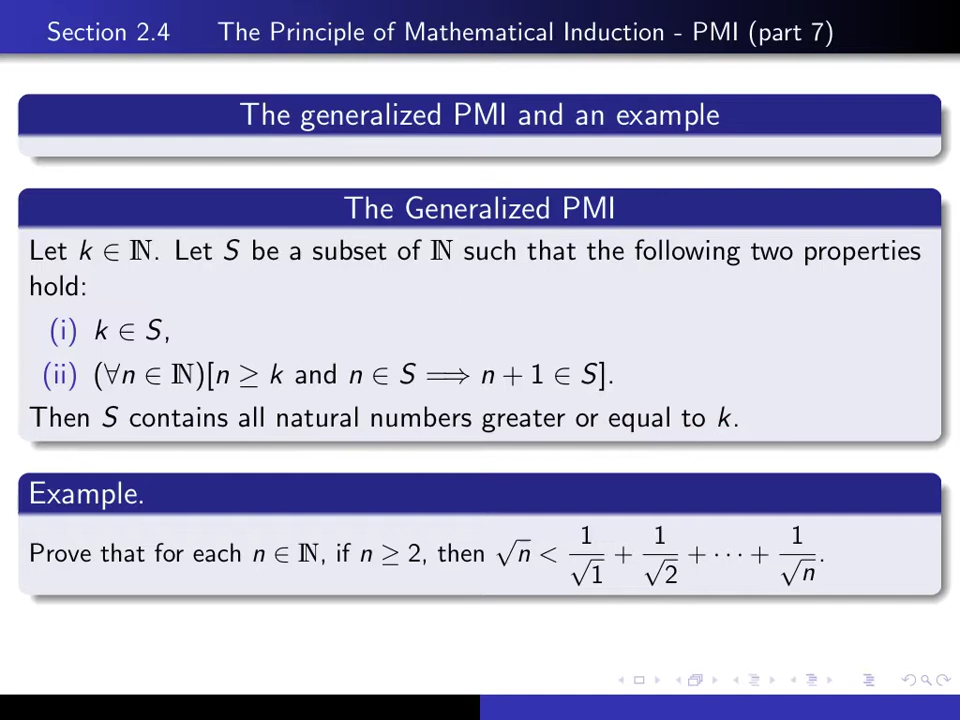 Section 2.4 The Principle of Mathematical Induction - PMI (part 7)
The generalized PMI and an example
The Generalized PMI
Let k ∈ ℕ. Let S be a subset of ℕ such that the following two properties
hold:
(i) k ∈ S,
(ii) (∀n ∈ ℕ)[n ≥ k and n ∈ S ⟹ n + 1 ∈ S].
Then S contains all natural numbers greater or equal to k.
Example.
Prove that for each n ∈ ℕ, if n ≥ 2, then √n < 1/√1 + 1/√2 + ··· + 1/√n.